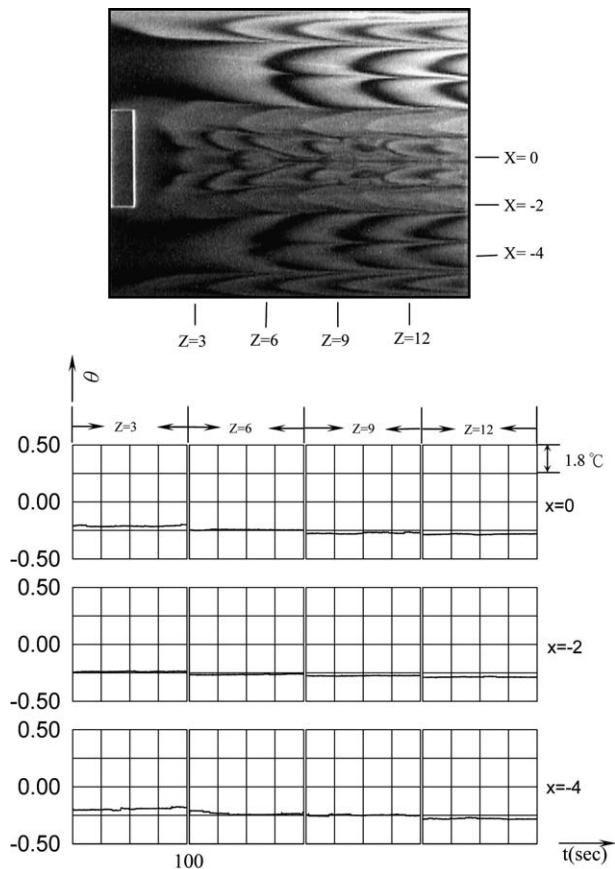 X= 0
X= -2
X= -4
Z=3 Z=6 Z=9 Z=12
θ
Z=3 Z=6 Z=9 Z=12
0.50
1.8 ℃
0.00
x=0
-0.50
0.50
0.00
x=-2
-0.50
0.50
0.00
x=-4
-0.50
100
t(sec)